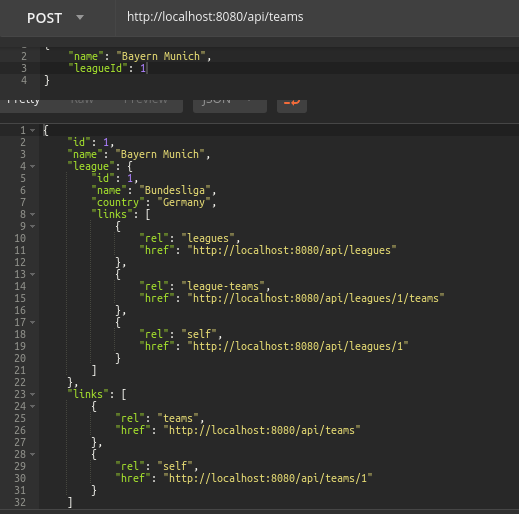 POST http://localhost:8080/api/teams
{
2 "name": "Bayern Munich",
3 "leagueId": 1
4 }
Pretty Raw Preview JSON
1 {
2 "id": 1,
3 "name": "Bayern Munich",
4 "league": {
5 "id": 1,
6 "name": "Bundesliga",
7 "country": "Germany",
8 "links": [
9 {
10 "rel": "leagues",
11 "href": "http://localhost:8080/api/leagues"
12 },
13 {
14 "rel": "league-teams",
15 "href": "http://localhost:8080/api/leagues/1/teams"
16 },
17 {
18 "rel": "self",
19 "href": "http://localhost:8080/api/leagues/1"
20 }
21 ]
22 },
23 "links": [
24 {
25 "rel": "teams",
26 "href": "http://localhost:8080/api/teams"
27 },
28 {
29 "rel": "self",
30 "href": "http://localhost:8080/api/teams/1"
31 }
32 ]